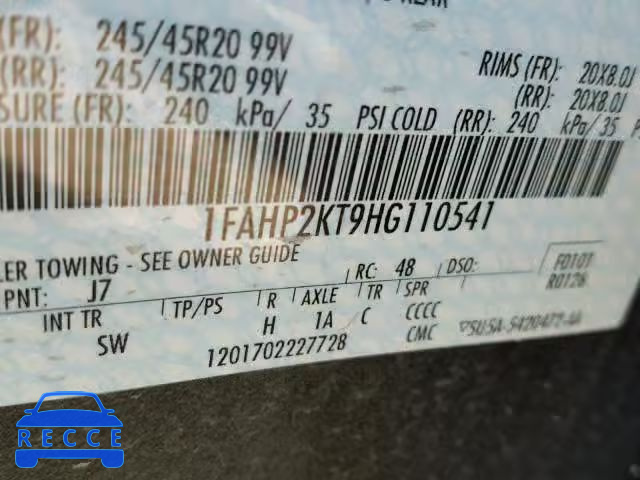 (FR): 245/45R20 99V RIMS (FR): 20X8.0J
(RR): 245/45R20 99V (RR): 20X8.0J
SURE (FR): 240 kPa/ 35 PSI COLD (RR): 240 kPa/35
1FAHP2KT9HG110541
LER TOWING - SEE OWNER GUIDE
PNT: J7 RC: 48 DSO: F0101
R0126
INT TR TP/PS R AXLE TR SPR
SW H 1A C CCCC
1201702227728 CMC
RECCE